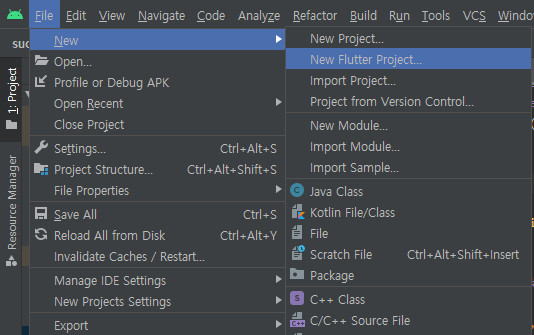 File Edit View Navigate Code Analyze Refactor Build Run Tools VCS Window
suc
1: Project
Resource Manager
New
Open...
Profile or Debug APK
Open Recent
Close Project
Settings... Ctrl+Alt+S
Project Structure... Ctrl+Alt+Shift+S
File Properties
Save All Ctrl+S
Reload All from Disk Ctrl+Alt+Y
Invalidate Caches / Restart...
Manage IDE Settings
New Projects Settings
Export
New Project...
New Flutter Project...
Import Project...
Project from Version Control...
New Module...
Import Module...
Import Sample...
Java Class
Kotlin File/Class
File
Scratch File Ctrl+Alt+Shift+Insert
Package
C++ Class
C/C++ Source File